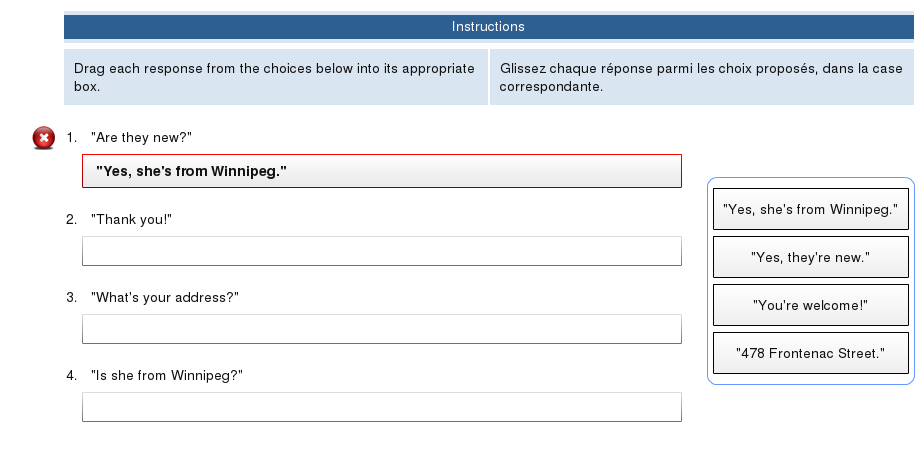 Instructions
Drag each response from the choices below into its appropriate
box.
Glissez chaque réponse parmi les choix proposés, dans la case
correspondante.
1. "Are they new?"
"Yes, she's from Winnipeg."
2. "Thank you!"
3. "What's your address?"
4. "Is she from Winnipeg?"
"Yes, she's from Winnipeg."
"Yes, they're new."
"You're welcome!"
"478 Frontenac Street."